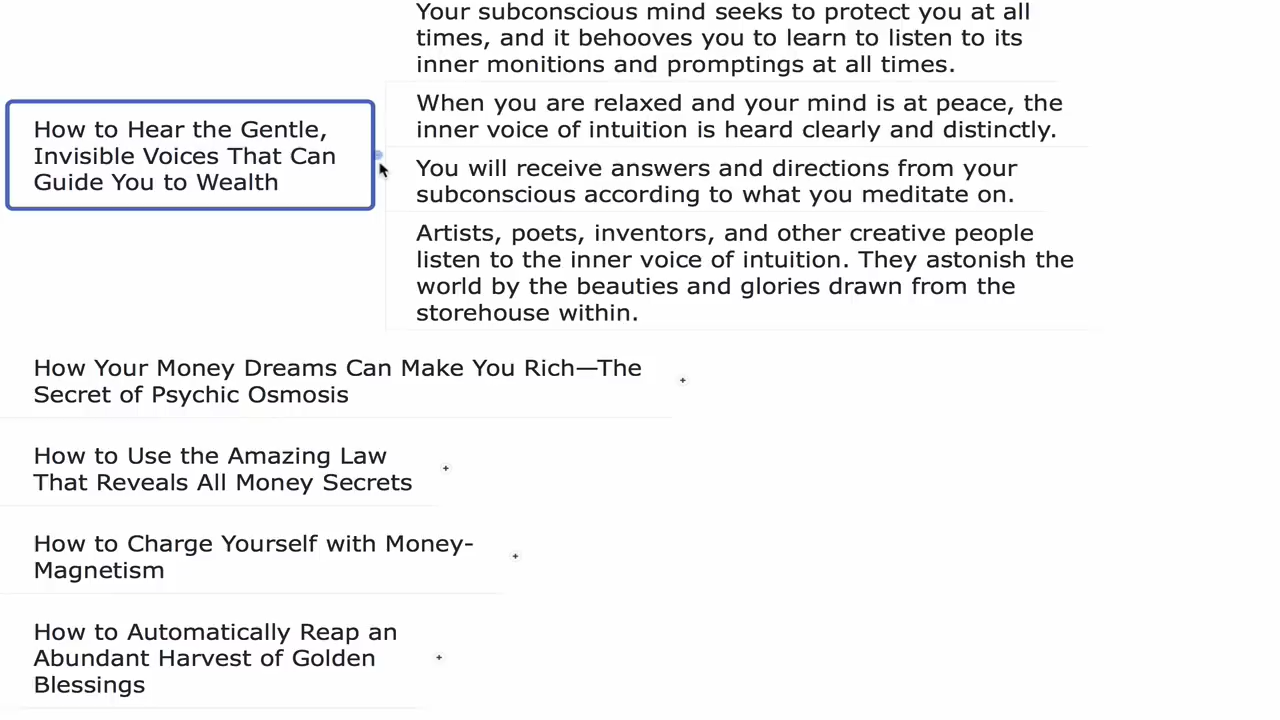 Your subconscious mind seeks to protect you at all
times, and it behooves you to learn to listen to its
inner monitions and promptings at all times.
How to Hear the Gentle,
Invisible Voices That Can
Guide You to Wealth
When you are relaxed and your mind is at peace, the
inner voice of intuition is heard clearly and distinctly.
You will receive answers and directions from your
subconscious according to what you meditate on.
Artists, poets, inventors, and other creative people
listen to the inner voice of intuition. They astonish the
world by the beauties and glories drawn from the
storehouse within.
How Your Money Dreams Can Make You Rich—The
Secret of Psychic Osmosis
How to Use the Amazing Law
That Reveals All Money Secrets
How to Charge Yourself with Money-
Magnetism
How to Automatically Reap an
Abundant Harvest of Golden
Blessings